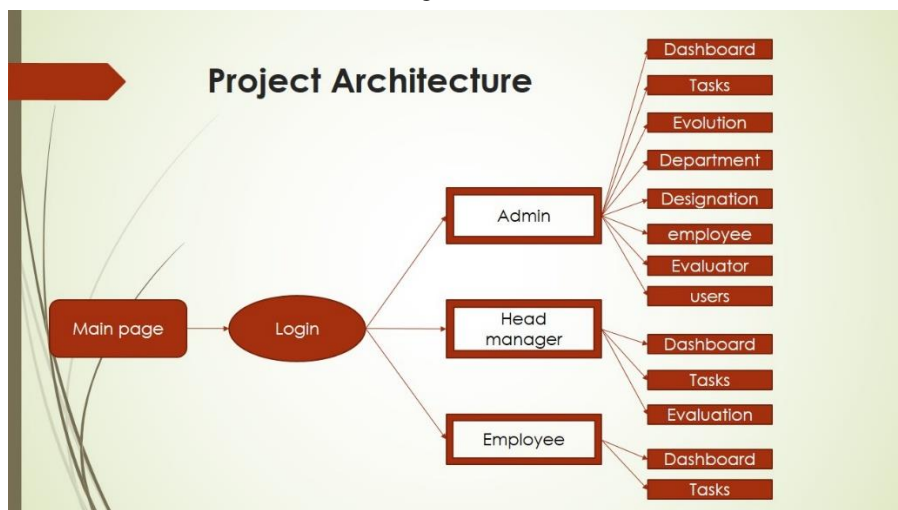 Project Architecture
Main page
Login
Admin
Dashboard
Tasks
Evolution
Department
Designation
employee
Evaluator
users
Head
manager
Dashboard
Tasks
Evaluation
Employee
Dashboard
Tasks